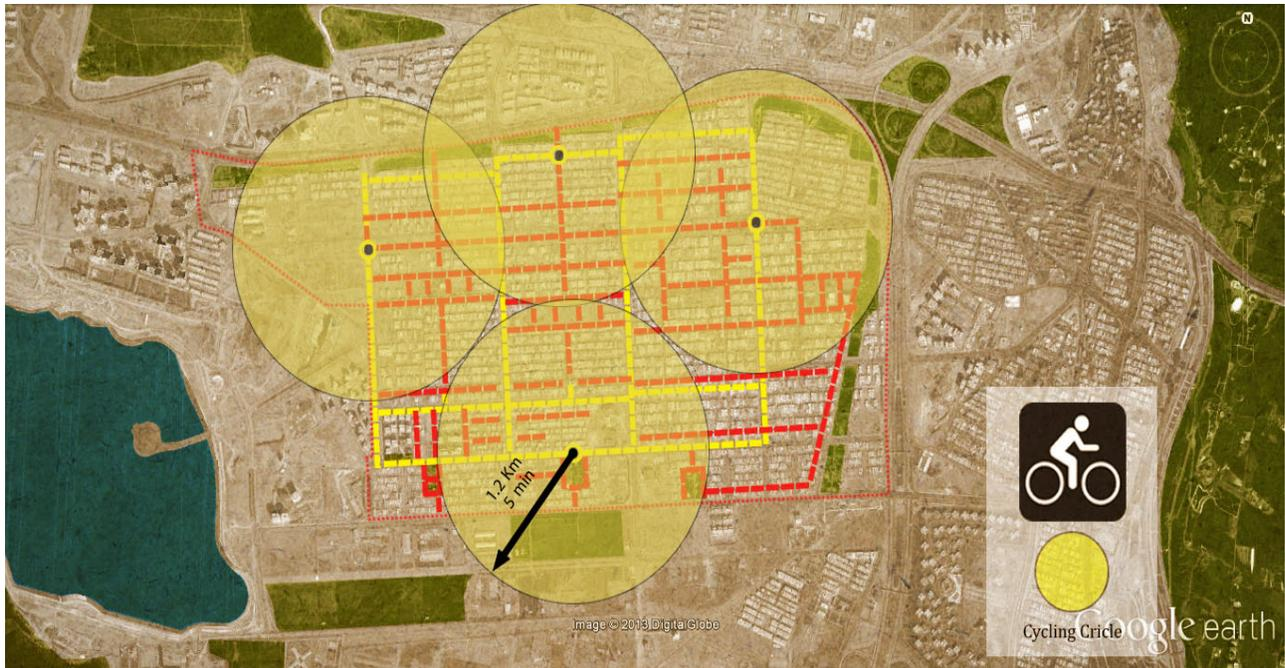 N
1.2 Km
5 min
Image © 2013 DigitalGlobe
Cycling Cricle
Google earth